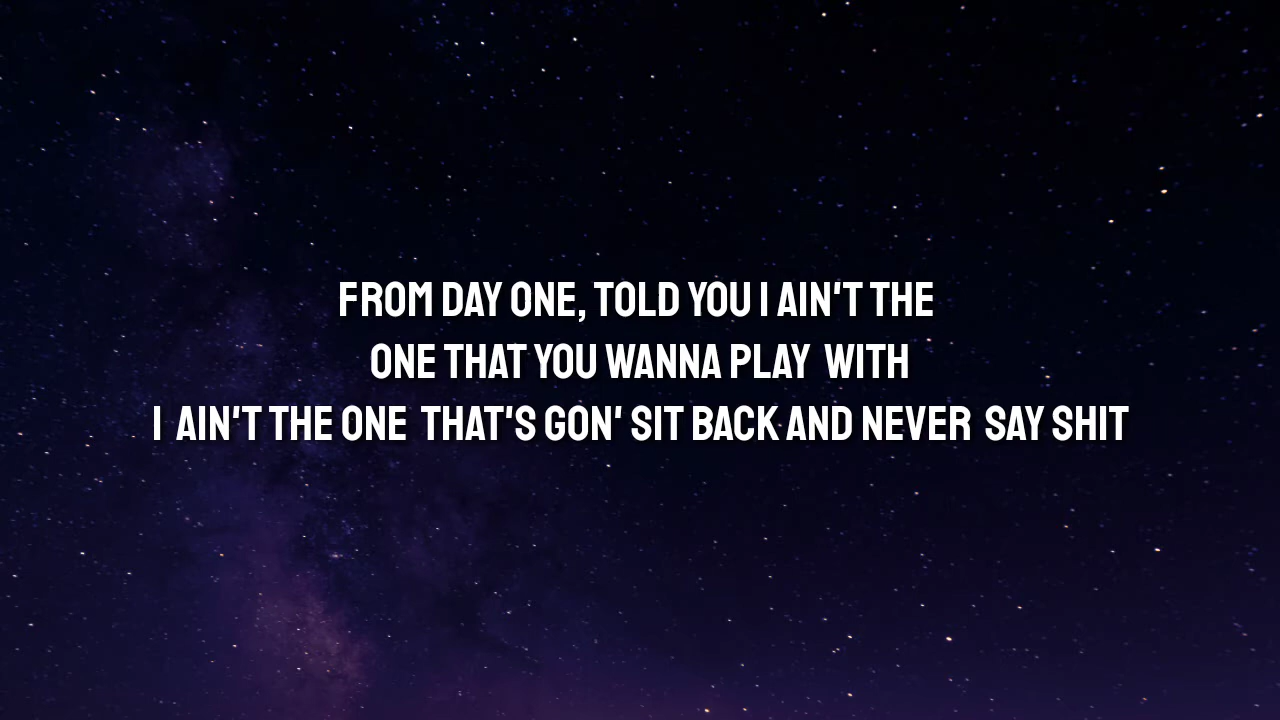 FROM DAY ONE, TOLD YOU I AIN'T THE
ONE THAT YOU WANNA PLAY WITH
I AIN'T THE ONE THAT'S GON' SIT BACK AND NEVER SAY SHIT